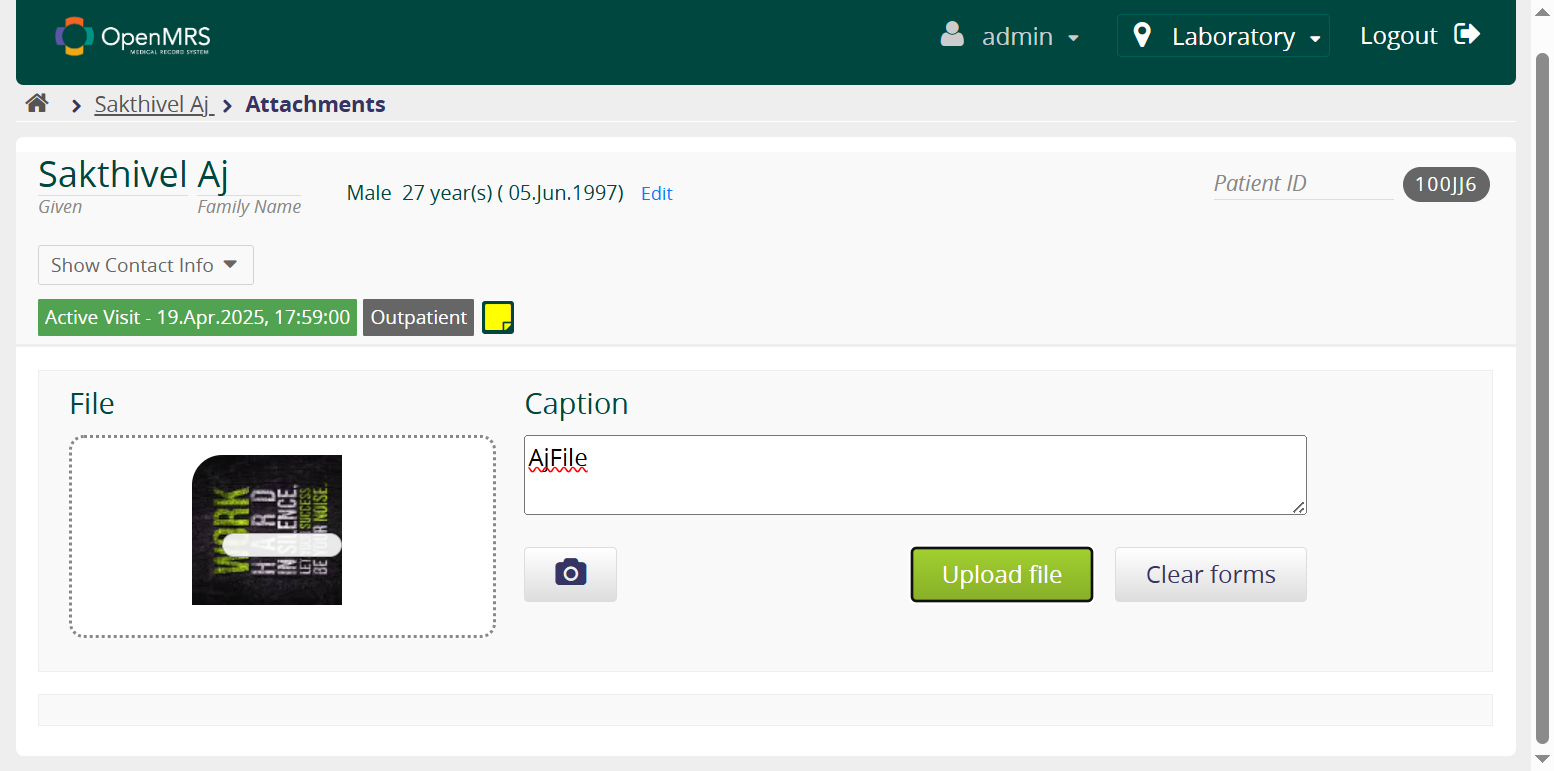 OpenMRS
MEDICAL RECORD SYSTEM
admin
Laboratory
Logout
Sakthivel Aj
Attachments
Sakthivel Aj
Given
Family Name
Male 27 year(s) ( 05.Jun.1997) Edit
Patient ID
100JJ6
Show Contact Info
Active Visit - 19.Apr.2025, 17:59:00
Outpatient
File
WORK
HARD
IN SILENCE.
LET SUCCESS
BE YOUR NOISE.
Caption
AjFile
Upload file
Clear forms